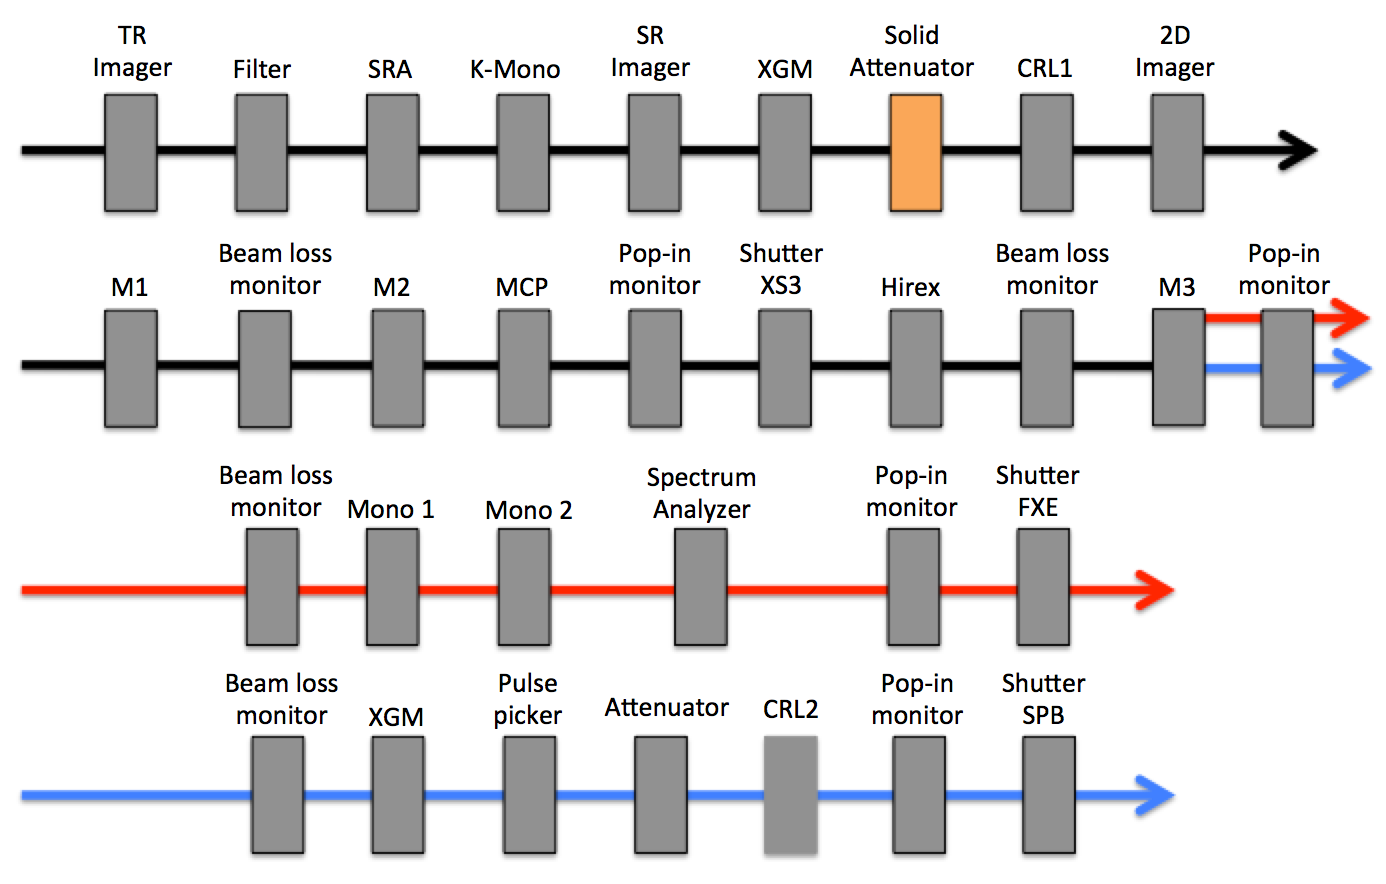 TR
Imager
Filter
SRA
K-Mono
SR
Imager
XGM
Solid
Attenuator
CRL1
2D
Imager
M1
Beam loss
monitor
M2
MCP
Pop-in
monitor
Shutter
XS3
Hirex
Beam loss
monitor
M3
Pop-in
monitor
Beam loss
monitor
Mono 1
Mono 2
Spectrum
Analyzer
Pop-in
monitor
Shutter
FXE
Beam loss
monitor
XGM
Pulse
picker
Attenuator
CRL2
Pop-in
monitor
Shutter
SPB